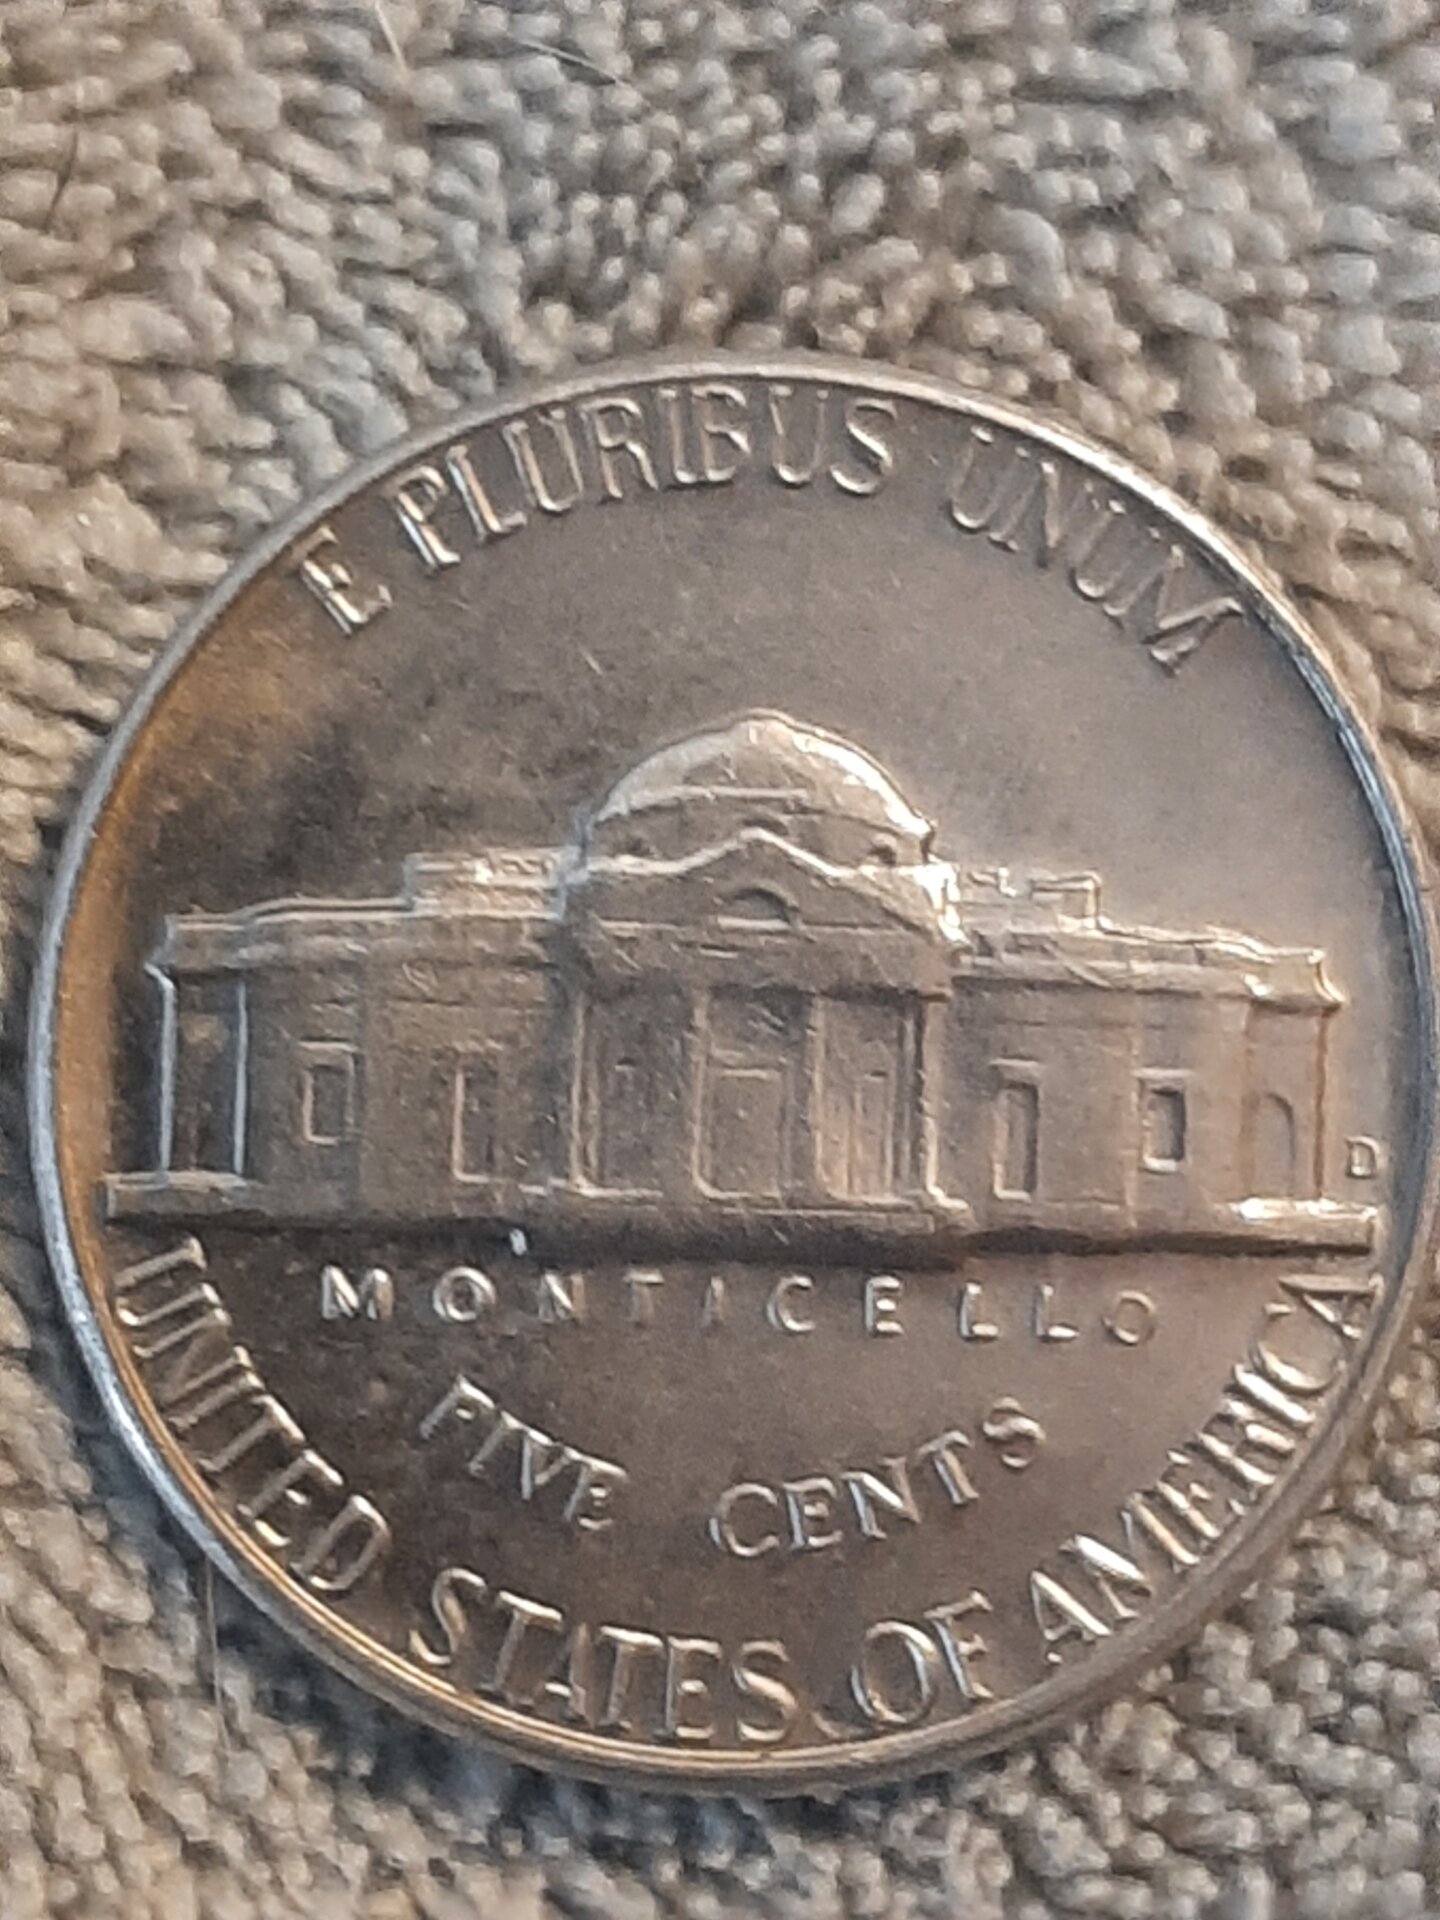 E PLURIBUS UNUM
D
MONTICELLO
FIVE CENTS
UNITED STATES OF AMERICA